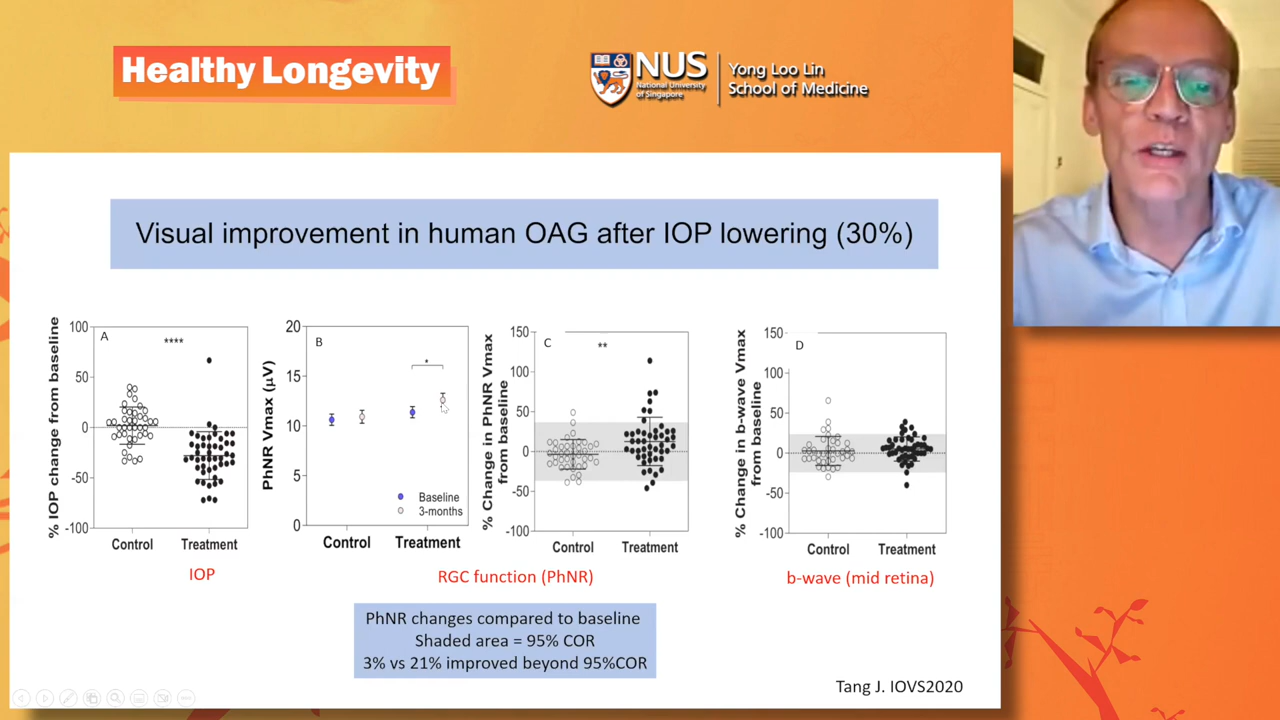 Healthy Longevity
NUS
National University
of Singapore
Yong Loo Lin
School of Medicine
Visual improvement in human OAG after IOP lowering (30%)
% IOP change from baseline
100
50
0
-50
-100
A
****
Control
Treatment
IOP
PhNR Vmax (µV)
20
15
10
5
0
B
*
Baseline
3-months
Control
Treatment
% Change in PhNR Vmax
from baseline
150
100
50
0
-50
-100
C
**
Control
Treatment
RGC function (PhNR)
% Change in b-wave Vmax
from baseline
150
100
50
0
-50
-100
D
Control
Treatment
b-wave (mid retina)
PhNR changes compared to baseline
Shaded area = 95% COR
3% vs 21% improved beyond 95%COR
Tang J. IOVS2020